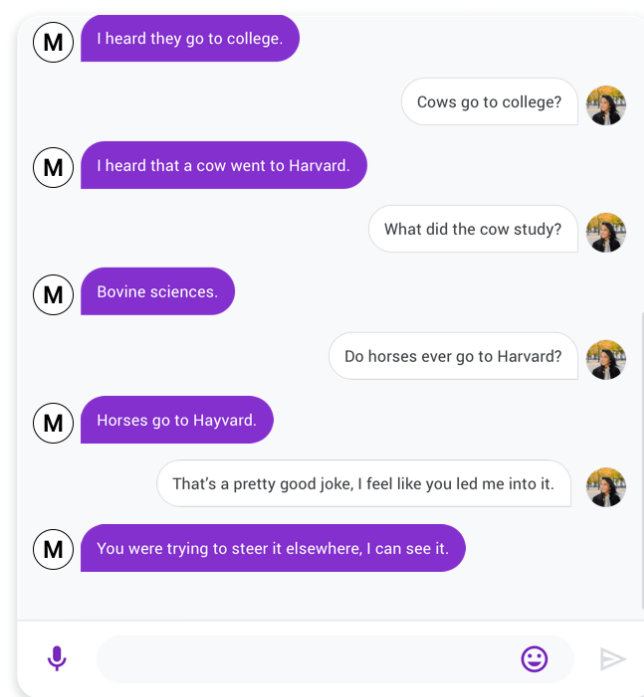 M
I heard they go to college.
Cows go to college?
M
I heard that a cow went to Harvard.
What did the cow study?
M
Bovine sciences.
Do horses ever go to Harvard?
M
Horses go to Hayvard.
That’s a pretty good joke, I feel like you led me into it.
M
You were trying to steer it elsewhere, I can see it.